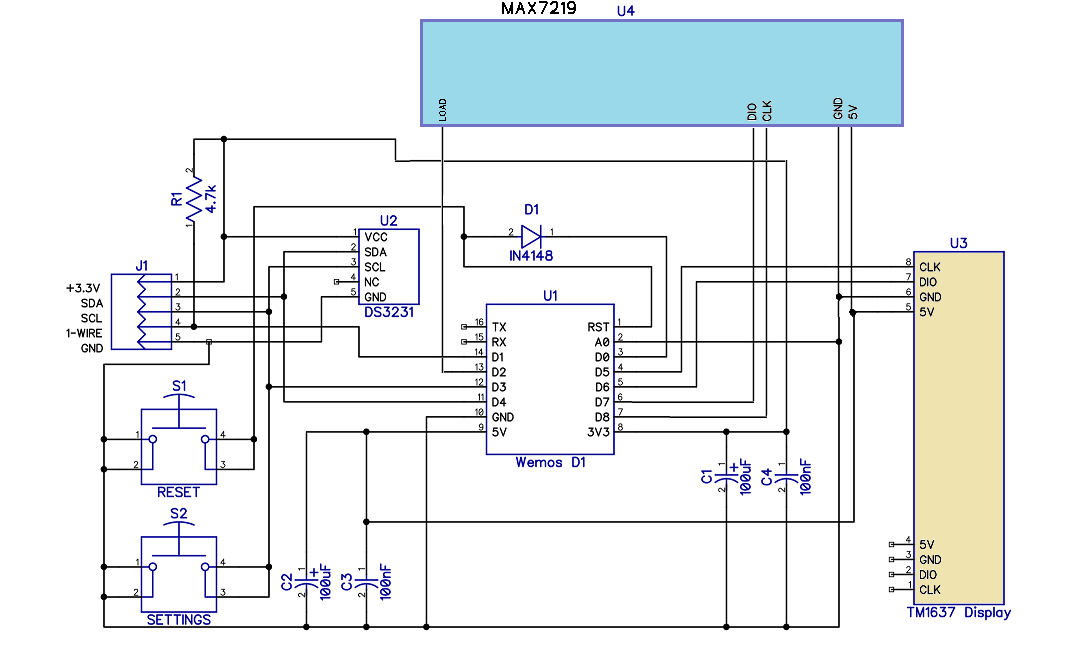 MAX7219 U4
LOAD DIO CLK GND 5V
R1 4.7k 2 1
D1
2 1
IN4148
U2
1 VCC
2 SDA
3 SCL
4 NC
5 GND
DS3231
J1
+3.3V 1
SDA 2
SCL 3
1-WIRE 4
GND 5
U3
8 CLK
7 DIO
6 GND
5 5V
4 5V
3 GND
2 DIO
1 CLK
TM1637 Display
U1
16 TX RST 1
15 RX A0 2
14 D1 D0 3
13 D2 D5 4
12 D3 D6 5
11 D4 D7 6
10 GND D8 7
9 5V 3V3 8
Wemos D1
S1
1 4
2 3
RESET
S2
1 4
2 3
SETTINGS
C2 1 + 2 100uF
C3 1 2 100nF
C1 1 + 2 100uF
C4 1 2 100nF